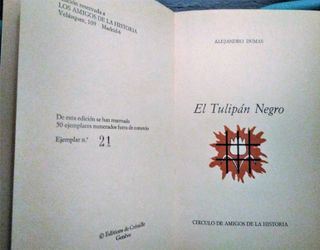 Edición reservada a
LOS AMIGOS DE LA HISTORIA
Velázquez, 109 Madrid-6
De esta edición se han reservado
50 ejemplares numerados fuera de comercio
Ejemplar n.º 21
© Editions de Crémille
Genève
ALEJANDRO DUMAS
El Tulipán Negro
CIRCULO DE AMIGOS DE LA HISTORIA